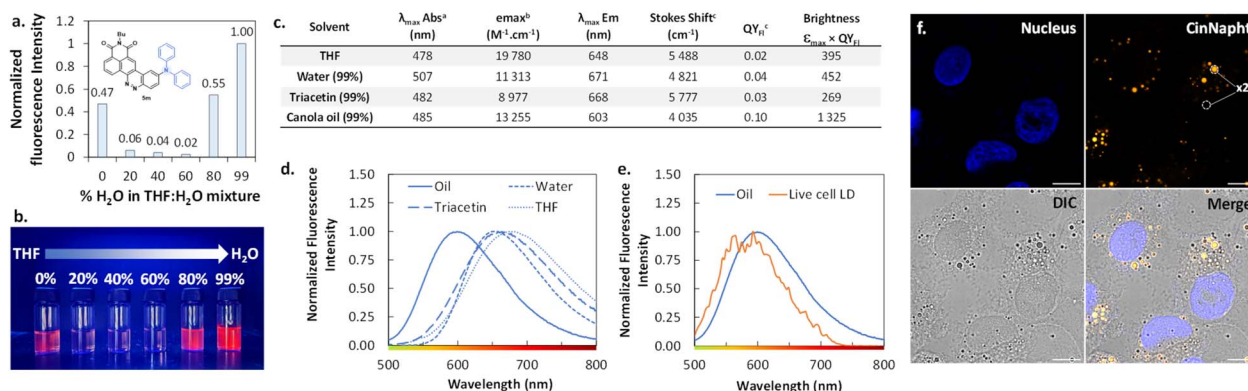 a.
Normalized
fluorescence Intensity
1.2
1
0.8
0.6
0.4
0.2
0
0.47
0.06
0.04
0.02
0.55
1.00
Bu
N
O
O
N
N N
5m
0 20 40 60 80 99
% H₂O in THF:H₂O mixture
b.
THF H₂O
0% 20% 40% 60% 80% 99%
c.
Solvent λmax Absᵃ (nm) emaxᵇ (M⁻¹.cm⁻¹) λmax Em (nm) Stokes Shiftᶜ (cm⁻¹) QYFlᶜ Brightness εmax × QYFl
THF 478 19 780 648 5 488 0.02 395
Water (99%) 507 11 313 671 4 821 0.04 452
Triacetin (99%) 482 8 977 668 5 777 0.03 269
Canola oil (99%) 485 13 255 603 4 035 0.10 1 325
d.
Normalized Fluorescence
Intensity
1.50
1.25
1.00
0.75
0.50
0.25
0.00
Oil Water
Triacetin THF
500 600 700 800
Wavelength (nm)
e.
Normalized Fluorescence
Intensity
1.50
1.25
1.00
0.75
0.50
0.25
0.00
Oil Live cell LD
500 600 700 800
Wavelength (nm)
f.
Nucleus
CinNapht
x2
DIC
Merge